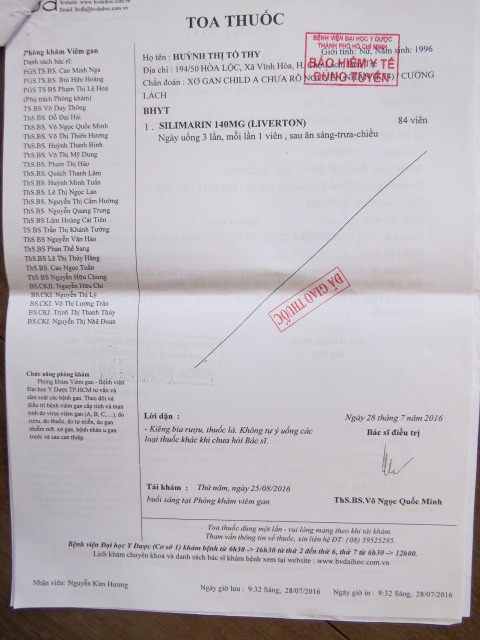 Website: www.bvdaihoc.com.vn
TOA THUỐC
Phòng khám Viêm gan
Danh sách bác sĩ:
PGS.TS.BS. Cao Minh Nga
PGS.TS.BS. Bùi Hữu Hoàng
PGS TS.BS Phạm Thị Lệ Hoa
(Phụ trách Phòng khám)
TS BS Võ Duy Thông
ThS.BS. Đỗ Đại Hải
ThS.BS. Võ Ngọc Quốc Minh
ThS.BS. Võ Thị Thiên Hương
ThS.BS. Huỳnh Thanh Bình
ThS.BS. Võ Thị Mỹ Dung
ThS.BS. Phạm Thị Hảo
ThS.BS. Quách Thanh Lâm
ThS.BS. Huỳnh Minh Tuấn
ThS.BS. Lê Thị Ngọc Lan
ThS.BS. Nguyễn Thị Cẩm Hường
ThS.BS. Nguyễn Quang Trung
ThS BS Lâm Hoàng Cát Tiên
ThS BS Trần Thị Khánh Tường
ThS.BS Nguyễn Văn Hảo
ThS.BS Phan Thế Sang
ThS.BS Lê Thị Thúy Hằng
ThS.BS. Cao Ngọc Tuấn
ThS BS Nguyễn Hữu Chung
BS.CKII. Nguyễn Hữu Chí
BS.CKI. Nguyễn Thị Lý
BS.CKI. Võ Thị Lương Trân
BS.CKI. Trịnh Thị Thanh Thủy
BS.CKI. Nguyễn Thị Nhã Đoan
Chức năng phòng khám
Phòng khám Viêm gan - Bệnh viện
Đại học Y Dược TP.HCM tư vấn và
tầm soát các bệnh gan. Theo dõi và
điều trị bệnh viêm gan cấp tính và mạn
tính do virus viêm gan (A, B, C,...), do
rượu, do thuốc, do tự miễn, do gan
nhiễm mỡ, xơ gan, bệnh nhân u gan
trước và sau can thiệp.
Họ tên : HUỲNH THỊ TỐ THY
Giới tính: Nữ, Năm sinh: 1996
Địa chỉ : 194/50 HÒA LỘC, Xã Vĩnh Hòa,
Chẩn đoán : XƠ GAN CHILD A CHƯA RÕ NGUYÊN NHÂN / CƯỜNG
LÁCH
BỆNH VIỆN ĐẠI HỌC Y DƯỢC
THÀNH PHỐ HỒ CHÍ MINH
BẢO HIỂM Y TẾ
ĐÚNG TUYẾN
BHYT
1 . SILIMARIN 140MG (LIVERTON) 84 viên
Ngày uống 3 lần, mỗi lần 1 viên , sau ăn sáng-trưa-chiều
ĐÃ GIAO THUỐC
Lời dặn :
- Kiêng bia rượu, thuốc lá. Không tự ý uống các
loại thuốc khác khi chưa hỏi Bác sĩ.
Ngày 28 tháng 7 năm 2016
Bác sĩ điều trị
Tái khám : Thứ năm, ngày 25/08/2016
buổi sáng tại Phòng khám viêm gan
ThS.BS.Võ Ngọc Quốc Minh
Toa thuốc dùng một lần - vui lòng mang theo khi tái khám.
Tham vấn thông tin về thuốc, xin liên hệ ĐT: (08) 39525295.
Bệnh viện Đại học Y Dược (Cơ sở 1) khám bệnh từ 6h30 -> 16h30 từ thứ 2 đến thứ 6, thứ 7 từ 6h30 -> 12h00.
Lịch khám chuyên khoa và danh sách bác sĩ khám bệnh xem tại website : www.bvdaihoc.com.vn
Nhân viên: Nguyễn Kim Hương
Ngày giờ lưu : 9:32 Sáng, 28/07/2016
Ngày giờ in : 9:32 Sáng, 28/07/2016